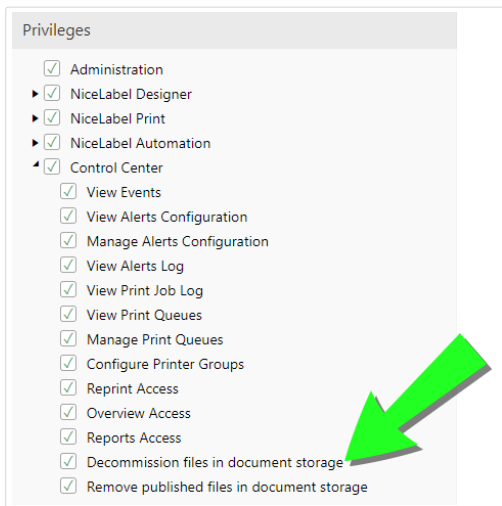 Privileges
Administration
NiceLabel Designer
NiceLabel Print
NiceLabel Automation
Control Center
View Events
View Alerts Configuration
Manage Alerts Configuration
View Alerts Log
View Print Job Log
View Print Queues
Manage Print Queues
Configure Printer Groups
Reprint Access
Overview Access
Reports Access
Decommission files in document storage
Remove published files in document storage